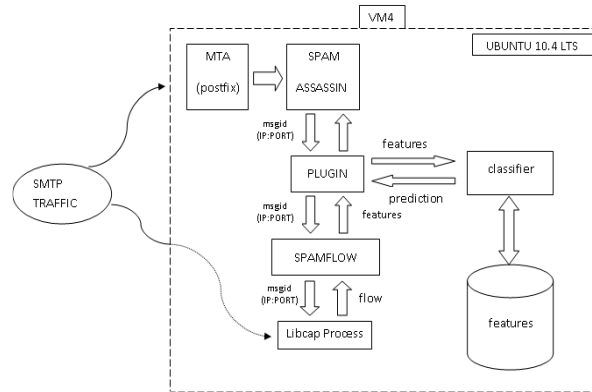 VM4
UBUNTU 10.4 LTS
MTA
(postfix)
SPAM
ASSASSIN
msgid
(IP:PORT)
features
PLUGIN
classifier
prediction
SMTP
TRAFFIC
msgid
(IP:PORT)
features
SPAMFLOW
msgid
(IP:PORT)
flow
features
Libcap Process